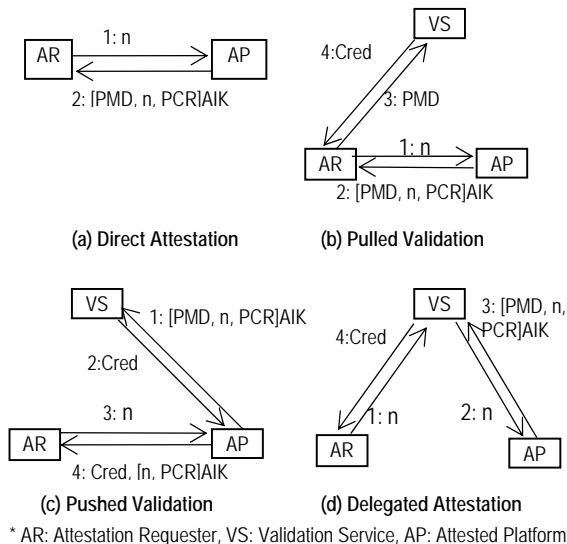 AR
1: n
AP
2: [PMD, n, PCR]AIK
(a) Direct Attestation
VS
4:Cred
3: PMD
1: n
AR
AP
2: [PMD, n, PCR]AIK
(b) Pulled Validation
VS
1: [PMD, n, PCR]AIK
2:Cred
3: n
AR
AP
4: Cred, [n, PCR]AIK
(c) Pushed Validation
VS
3: [PMD, n,
PCR]AIK
4:Cred
1: n
2: n
AR
AP
(d) Delegated Attestation
* AR: Attestation Requester, VS: Validation Service, AP: Attested Platform